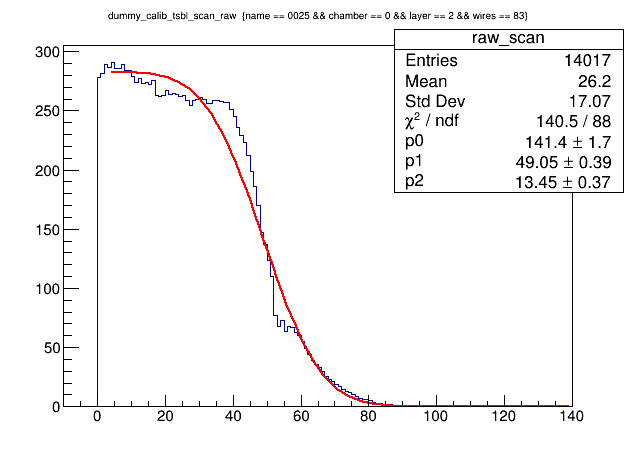 dummy_calib_tsbl_scan_raw {name == 0025 && chamber == 0 && layer == 2 && wires == 83}
raw_scan
Entries 14017
Mean 26.2
Std Dev 17.07
χ² / ndf 140.5 / 88
p0 141.4 ± 1.7
p1 49.05 ± 0.39
p2 13.45 ± 0.37
300
250
200
150
100
50
0
0 20 40 60 80 100 120 140